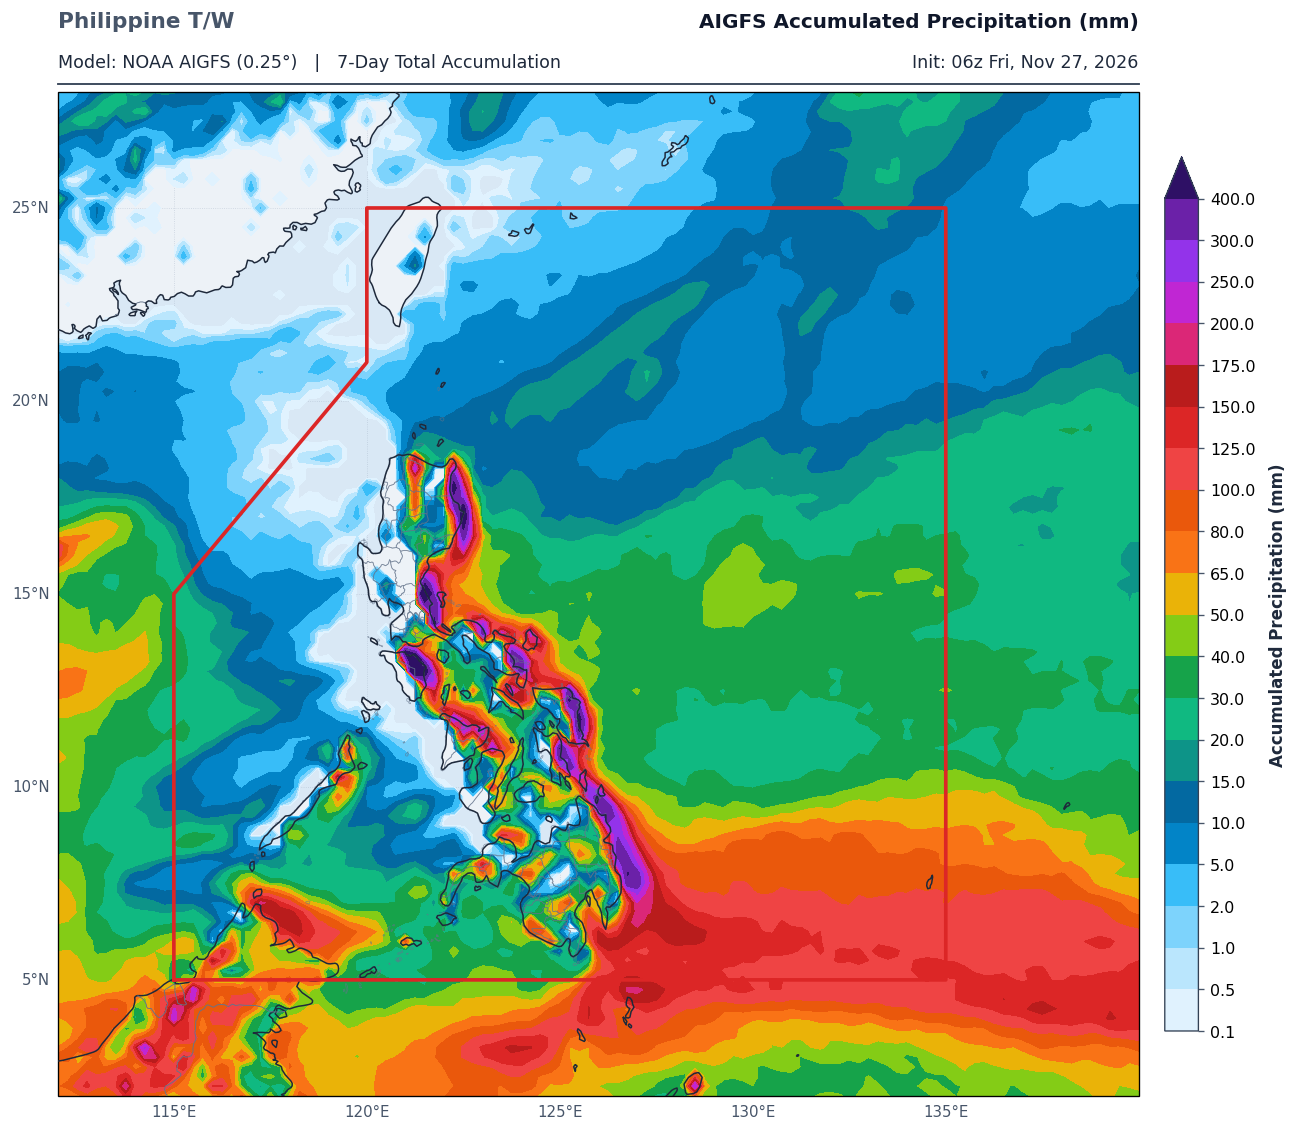 Philippine T/W
AIGFS Accumulated Precipitation (mm)
Model: NOAA AIGFS (0.25°) | 7-Day Total Accumulation
Init: 06z Fri, Nov 27, 2026
25°N
20°N
15°N
10°N
5°N
115°E
120°E
125°E
130°E
135°E
400.0
300.0
250.0
200.0
175.0
150.0
125.0
100.0
80.0
65.0
50.0
40.0
30.0
20.0
15.0
10.0
5.0
2.0
1.0
0.5
0.1
Accumulated Precipitation (mm)